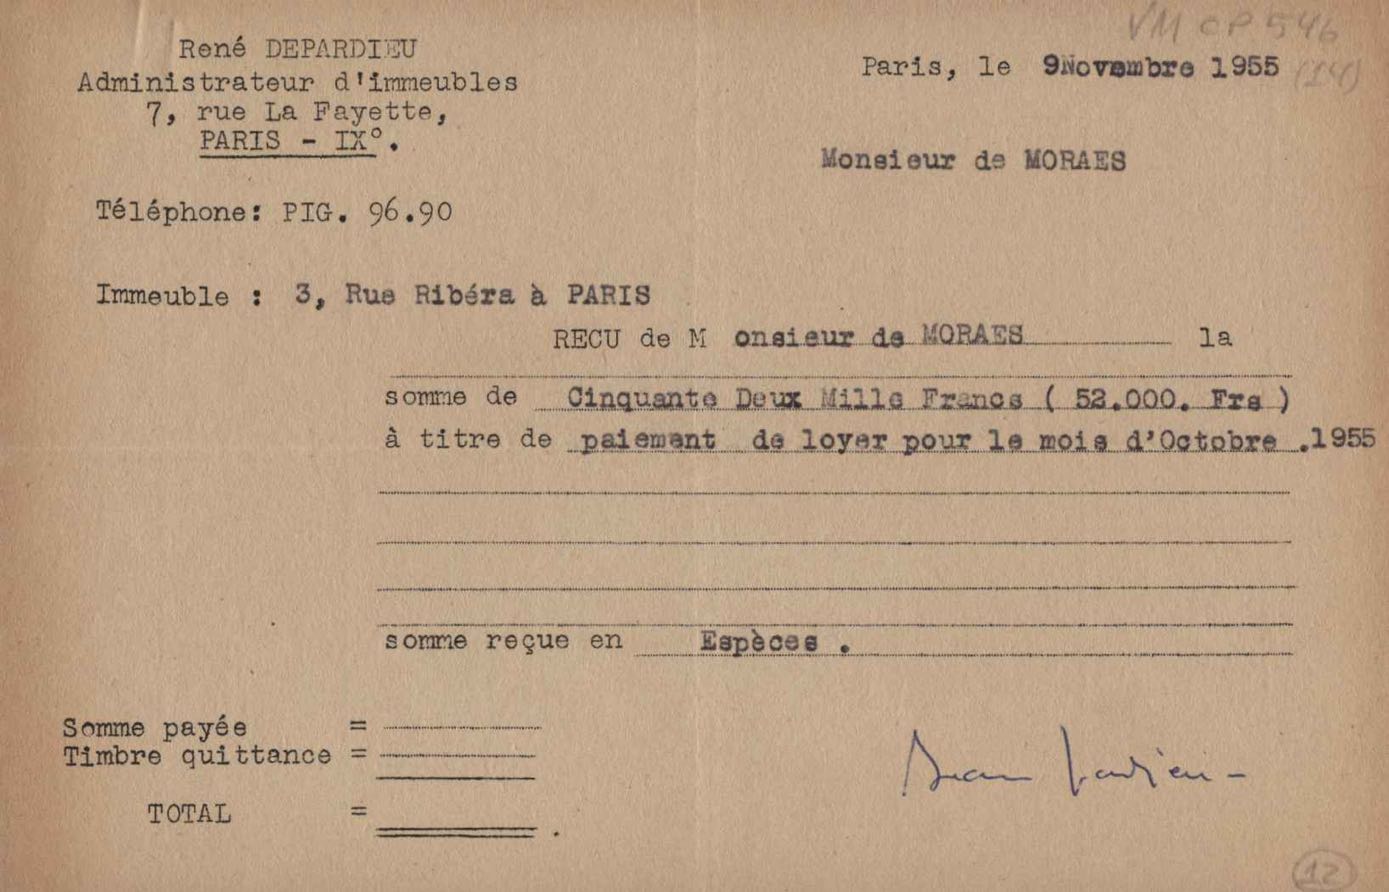 VM CP 546
(14)
René DEPARDIEU
Administrateur d'immeubles
7, rue La Fayette,
PARIS - IX°.
Téléphone: PIG. 96.90
Paris, le 9Novembre 1955
Monsieur de MORAES
Immeuble : 3, Rue Ribéra à PARIS
RECU de M onsieur de MORAES la
somme de Cinquante Deux Mille Francs ( 52.000. Frs )
à titre de paiement de loyer pour le mois d'Octobre .1955
somme reçue en Espèces .
Somme payée =
Timbre quittance =
TOTAL = .
12